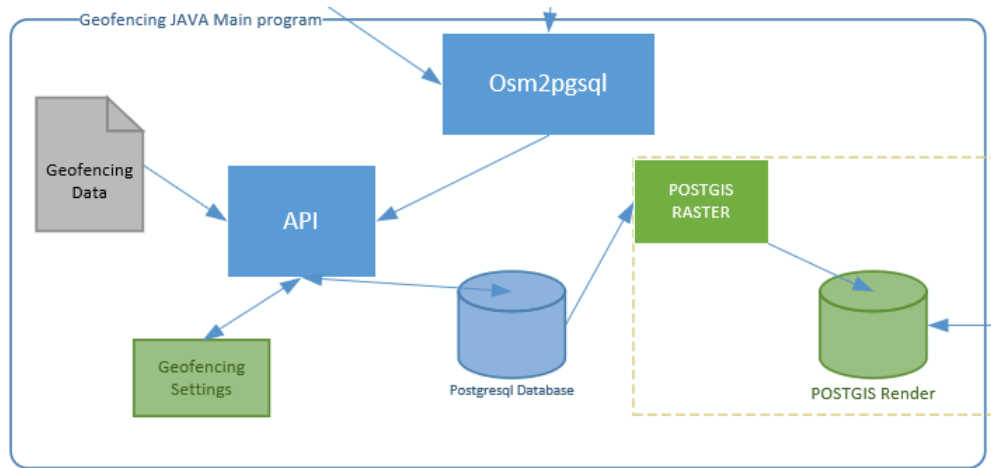 Geofencing JAVA Main program
Osm2pgsql
Geofencing
Data
API
POSTGIS
RASTER
Geofencing
Settings
Postgresql Database
POSTGIS Render